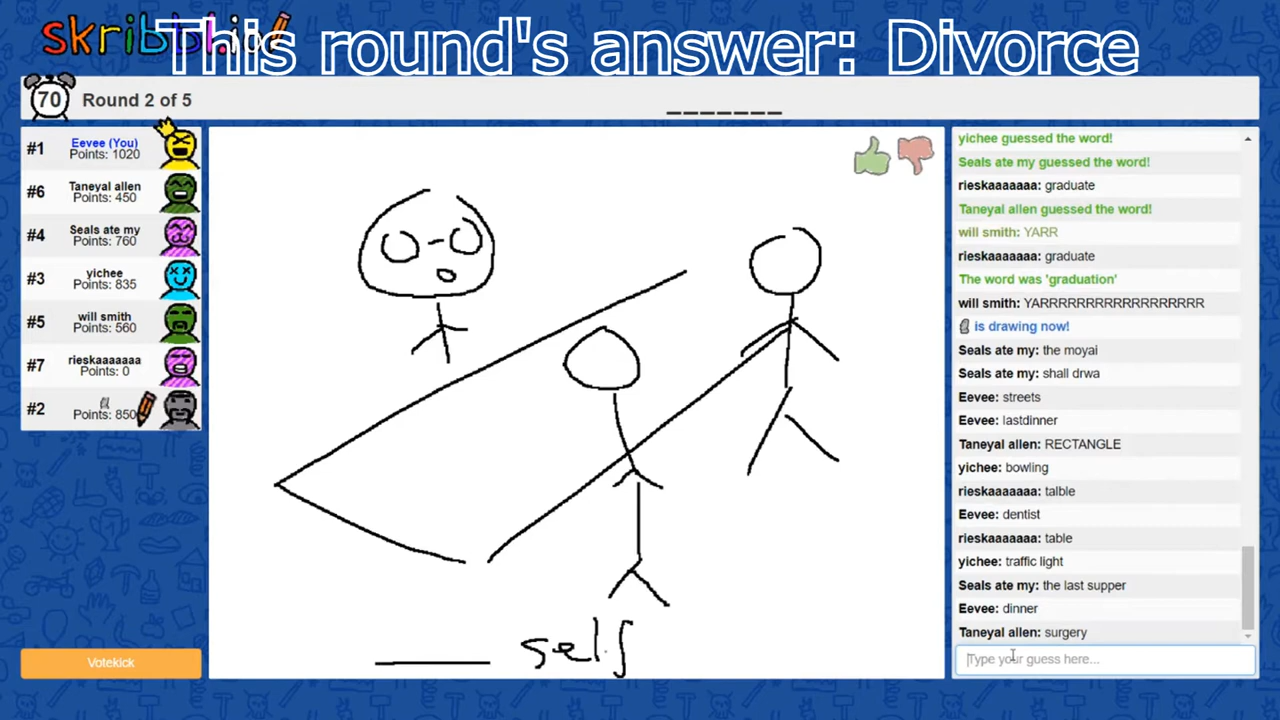 skribbl.io
This round's answer: Divorce
70
Round 2 of 5
_______
#1
Eevee (You)
Points: 1020
#6
Taneyal allen
Points: 450
#4
Seals ate my
Points: 760
#3
yichee
Points: 835
#5
will smith
Points: 560
#7
rieskaaaaaaa
Points: 0
#2
Points: 850
Votekick
____ self
yichee guessed the word!
Seals ate my guessed the word!
rieskaaaaaaa: graduate
Taneyal allen guessed the word!
will smith: YARR
rieskaaaaaaa: graduate
The word was 'graduation'
will smith: YARRRRRRRRRRRRRRRRRR
🗿 is drawing now!
Seals ate my: the moyai
Seals ate my: shall drwa
Eevee: streets
Eevee: lastdinner
Taneyal allen: RECTANGLE
yichee: bowling
rieskaaaaaaa: talble
Eevee: dentist
rieskaaaaaaa: table
yichee: traffic light
Seals ate my: the last supper
Eevee: dinner
Taneyal allen: surgery
Type your guess here...